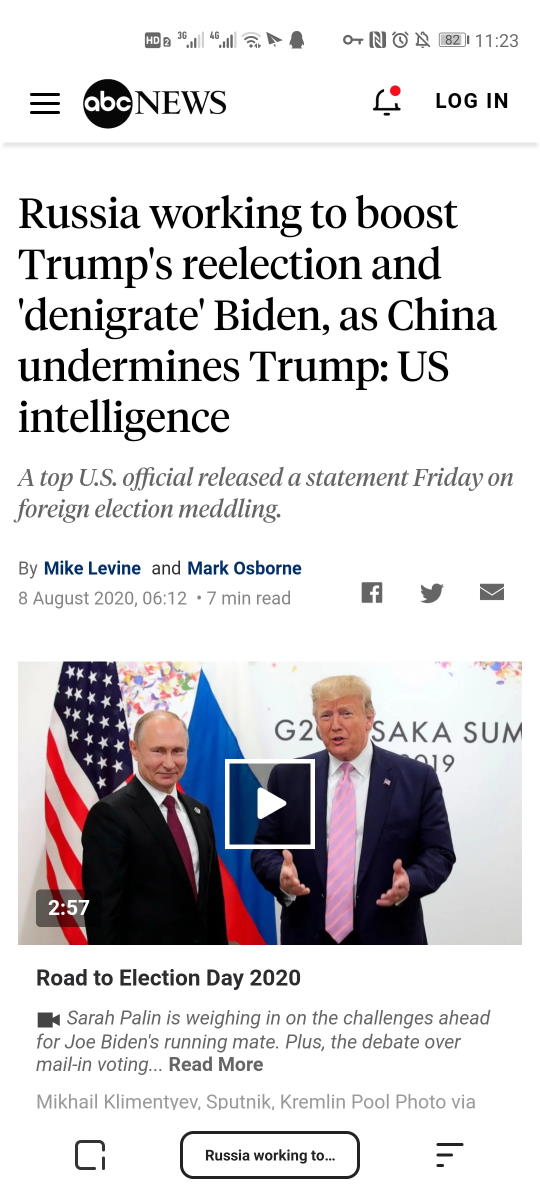 HD 2 3G 4G 82 11:23
abc NEWS LOG IN
Russia working to boost
Trump's reelection and
'denigrate' Biden, as China
undermines Trump: US
intelligence
A top U.S. official released a statement Friday on
foreign election meddling.
By Mike Levine and Mark Osborne
8 August 2020, 06:12 • 7 min read
G2 SAKA SUM
2019
2:57
Road to Election Day 2020
Sarah Palin is weighing in on the challenges ahead
for Joe Biden's running mate. Plus, the debate over
mail-in voting... Read More
Mikhail Klimentyev, Sputnik, Kremlin Pool Photo via
Russia working to...